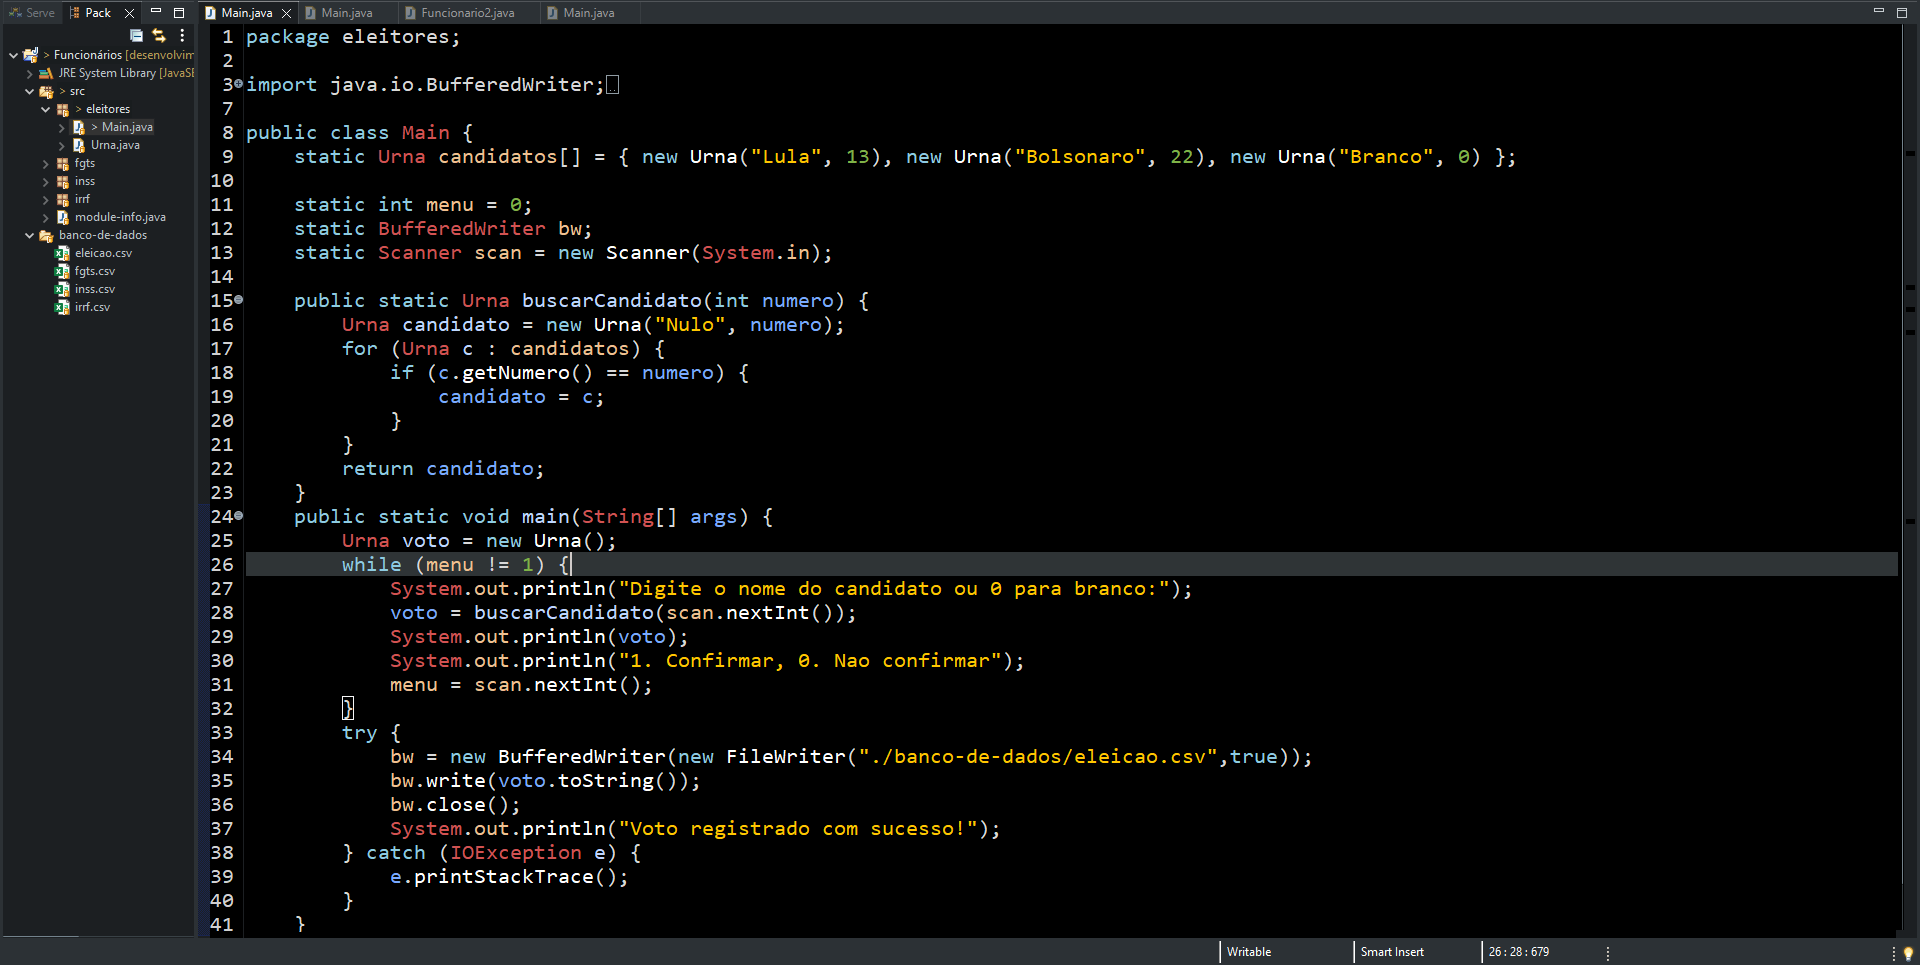 Serve
Pack
Main.java
Main.java
Funcionario2.java
Main.java
> Funcionários [desenvolvim
JRE System Library [JavaSE
> src
> eleitores
> Main.java
Urna.java
fgts
inss
irrf
module-info.java
banco-de-dados
eleicao.csv
fgts.csv
inss.csv
irrf.csv
1 package eleitores;
2
3 import java.io.BufferedWriter;
7
8 public class Main {
9 static Urna candidatos[] = { new Urna("Lula", 13), new Urna("Bolsonaro", 22), new Urna("Branco", 0) };
10
11 static int menu = 0;
12 static BufferedWriter bw;
13 static Scanner scan = new Scanner(System.in);
14
15 public static Urna buscarCandidato(int numero) {
16 Urna candidato = new Urna("Nulo", numero);
17 for (Urna c : candidatos) {
18 if (c.getNumero() == numero) {
19 candidato = c;
20 }
21 }
22 return candidato;
23 }
24 public static void main(String[] args) {
25 Urna voto = new Urna();
26 while (menu != 1) {
27 System.out.println("Digite o nome do candidato ou 0 para branco:");
28 voto = buscarCandidato(scan.nextInt());
29 System.out.println(voto);
30 System.out.println("1. Confirmar, 0. Nao confirmar");
31 menu = scan.nextInt();
32 }
33 try {
34 bw = new BufferedWriter(new FileWriter("./banco-de-dados/eleicao.csv",true));
35 bw.write(voto.toString());
36 bw.close();
37 System.out.println("Voto registrado com sucesso!");
38 } catch (IOException e) {
39 e.printStackTrace();
40 }
41 }
Writable
Smart Insert
26 : 28 : 679